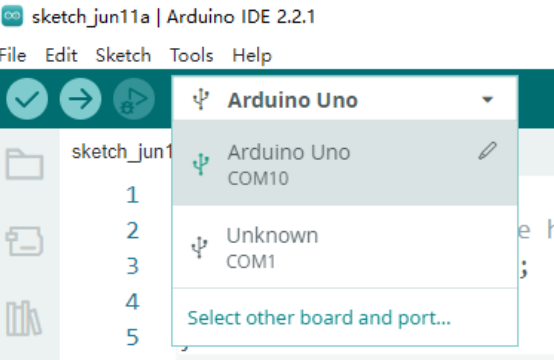 sketch_jun11a | Arduino IDE 2.2.1
File Edit Sketch Tools Help
Arduino Uno
sketch_jun1
Arduino Uno
COM10
1
2
Unknown
3
;
COM1
4
Select other board and port...
5